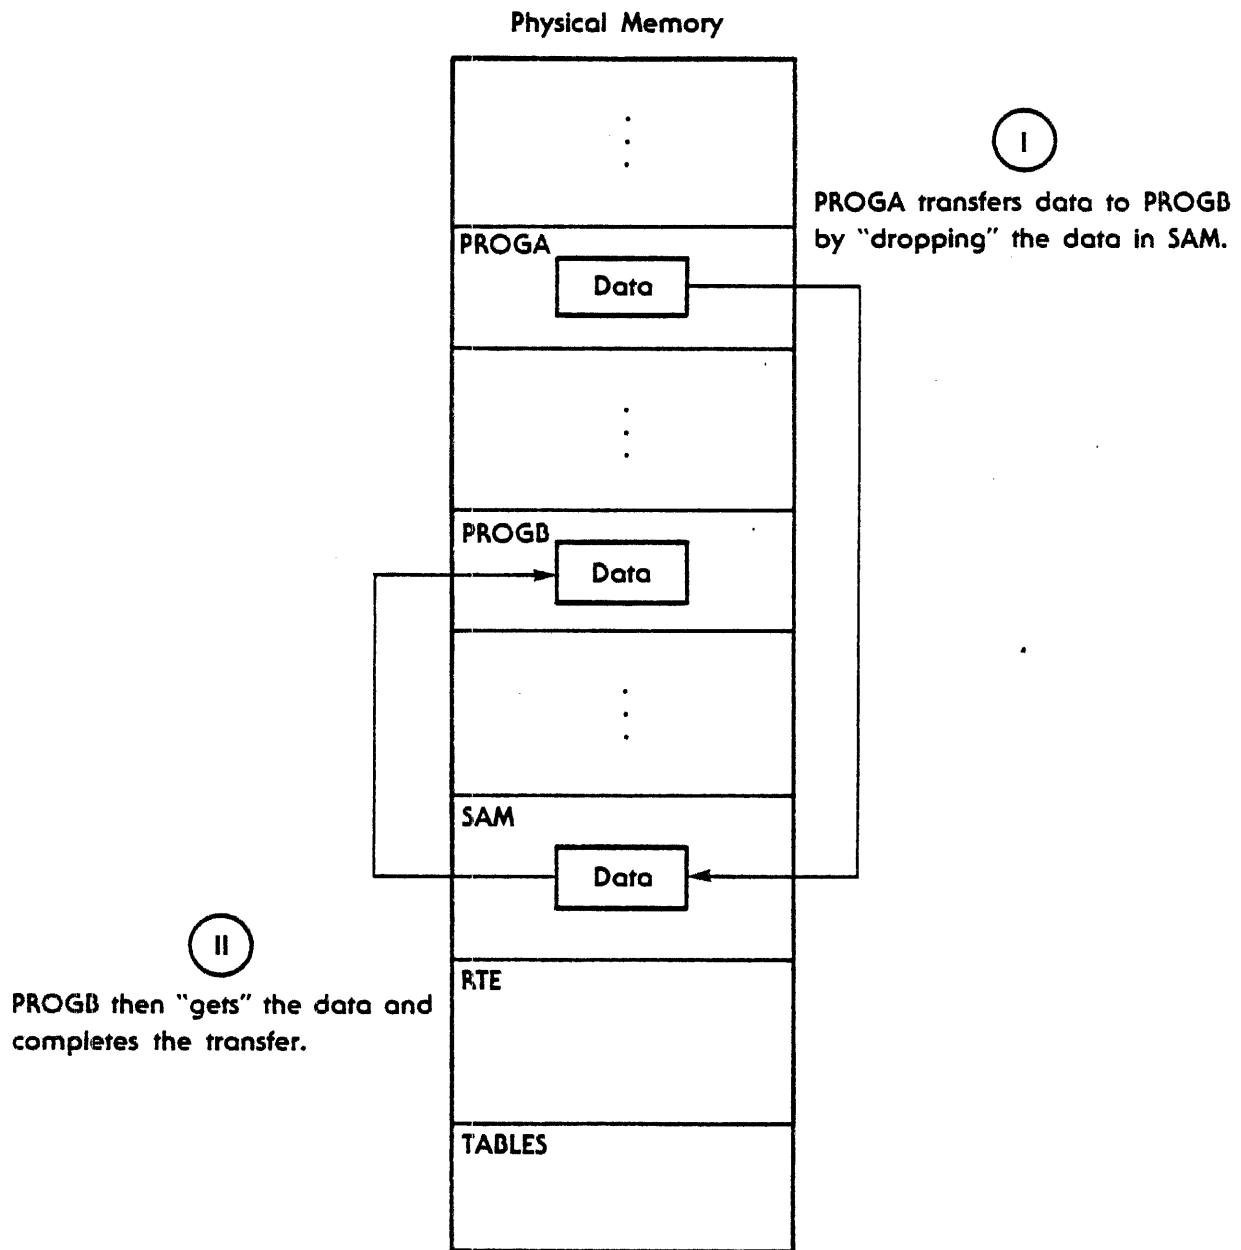 Physical Memory
I
PROGA transfers data to PROGB
by "dropping" the data in SAM.
PROGA
Data
PROGB
Data
SAM
Data
II
PROGB then "gets" the data and
completes the transfer.
RTE
TABLES